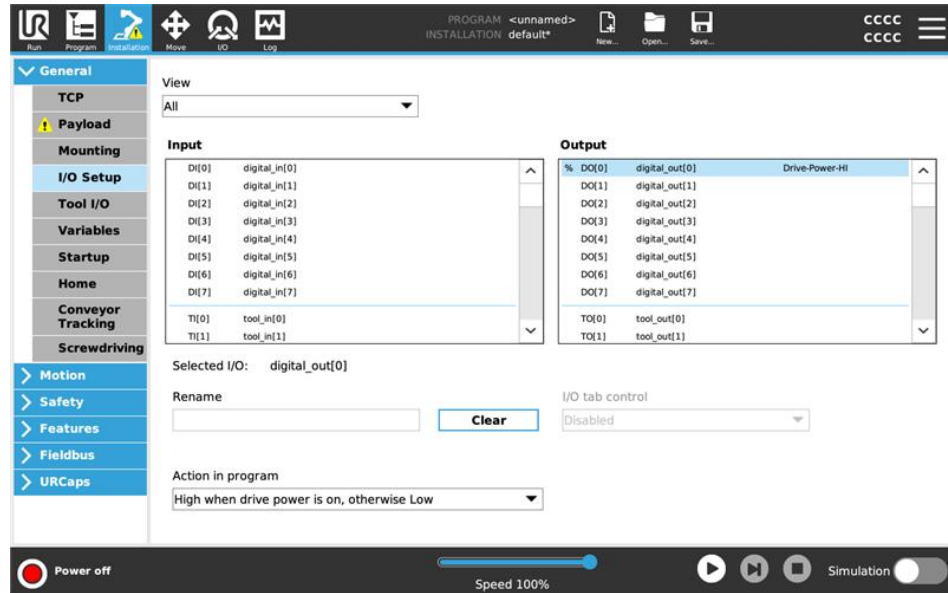 UR
Run
Program
Installation
Move
I/O
Log
PROGRAM <unnamed>
INSTALLATION default*
New...
Open...
Save...
CCCC
CCCC
General
TCP
Payload
Mounting
I/O Setup
Tool I/O
Variables
Startup
Home
Conveyor
Tracking
Screwdriving
Motion
Safety
Features
Fieldbus
URCaps
View
All
Input
DI[0] digital_in[0]
DI[1] digital_in[1]
DI[2] digital_in[2]
DI[3] digital_in[3]
DI[4] digital_in[4]
DI[5] digital_in[5]
DI[6] digital_in[6]
DI[7] digital_in[7]
TI[0] tool_in[0]
TI[1] tool_in[1]
Output
% DO[0] digital_out[0] Drive-Power-HI
DO[1] digital_out[1]
DO[2] digital_out[2]
DO[3] digital_out[3]
DO[4] digital_out[4]
DO[5] digital_out[5]
DO[6] digital_out[6]
DO[7] digital_out[7]
TO[0] tool_out[0]
TO[1] tool_out[1]
Selected I/O: digital_out[0]
Rename
Clear
I/O tab control
Disabled
Action in program
High when drive power is on, otherwise Low
Power off
Speed 100%
Simulation